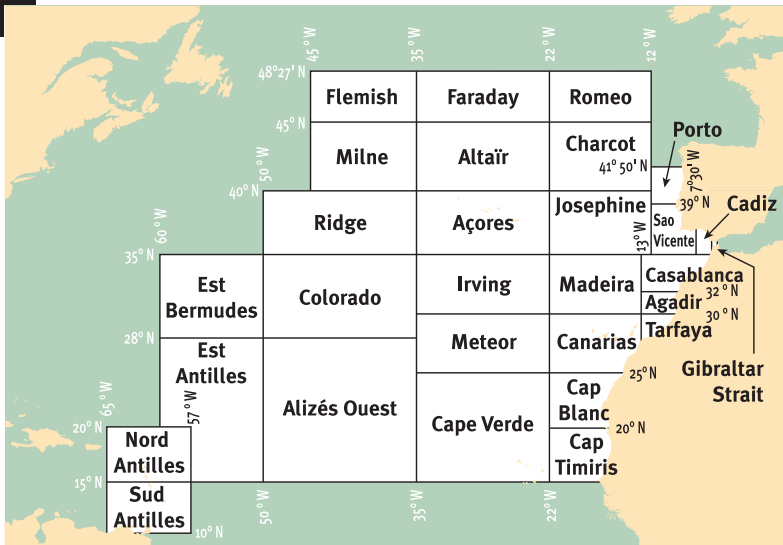 45° W
35° W
22° W
12° W
48°27' N
Flemish
Faraday
Romeo
45° N
Porto
Milne
Altaïr
Charcot
41° 50' N
50° W
7°30' W
40° N
39° N
Cadiz
Ridge
Açores
Josephine
Sao
Vicente
13° W
60° W
35° N
Est
Bermudes
Colorado
Irving
Madeira
Casablanca
32° N
Agadir
30° N
28° N
Est
Antilles
Meteor
Canarias
Tarfaya
Gibraltar
Strait
25° N
65° W
57° W
Alizés Ouest
Cape Verde
Cap
Blanc
20° N
20° N
Nord
Antilles
Cap
Timiris
15° N
Sud
Antilles
10° N
50° W
35° W
22° W